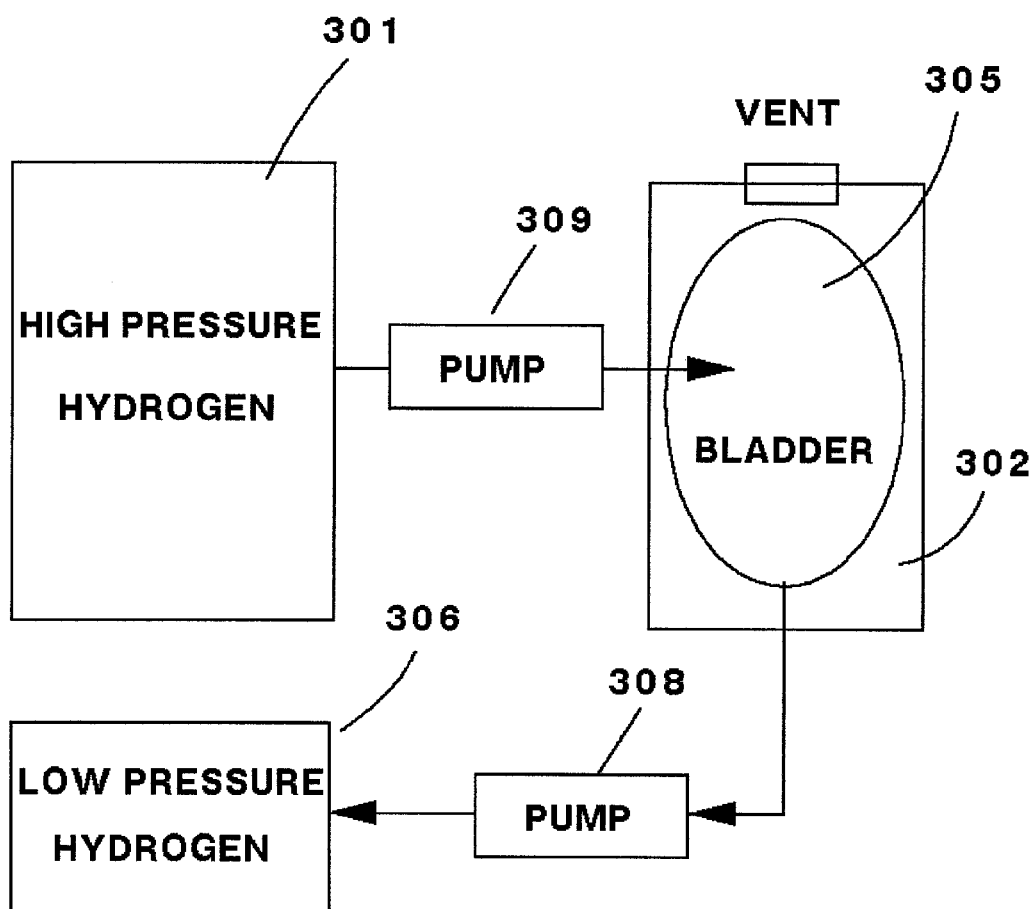 301
305
VENT
309
HIGH PRESSURE
HYDROGEN
PUMP
BLADDER
302
306
308
LOW PRESSURE
HYDROGEN
PUMP